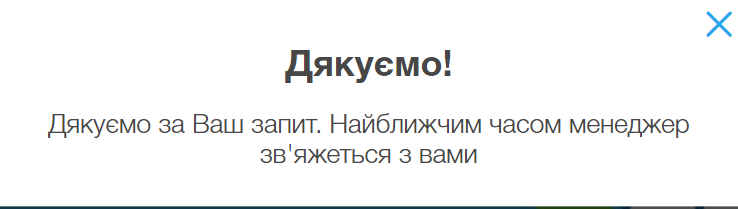 Дякуємо!
Дякуємо за Ваш запит. Найближчим часом менеджер
зв'яжеться з вами